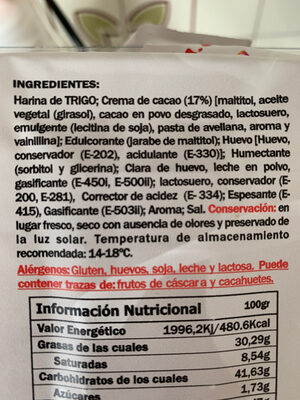 INGREDIENTES:
Harina de TRIGO; Crema de cacao (17%) [maltitol, aceite
vegetal (girasol), cacao en povo desgrasado, lactosuero,
emulgente (lecitina de soja), pasta de avellana, aroma y
vainillina]; Edulcorante (jarabe de maltitol); Huevo [Huevo,
conservador (E-202), acidulante (E-330)]; Humectante
(sorbitol y glicerina); Clara de huevo, leche en polvo,
gasificante (E-450i, E-500ii); lactosuero, conservador (E-
200, E-281), Corrector de acidez (E- 334); Espesante (E-
415), Gasificante (E-503ii); Aroma; Sal. Conservación: en
lugar fresco, seco con ausencia de olores y preservado de
la luz solar. Temperatura de almacenamiento
recomendada: 14-18ºC.
Alérgenos: Gluten, huevos, soja, leche y lactosa. Puede
contener trazas de: frutos de cáscara y cacahuetes.
Información Nutricional 100gr
Valor Energético 1996,2Kj/480.6Kcal
Grasas de las cuales 30,29g
Saturadas 8,54g
Carbohidratos de los cuales 41,63g
Azúcares 1,73g